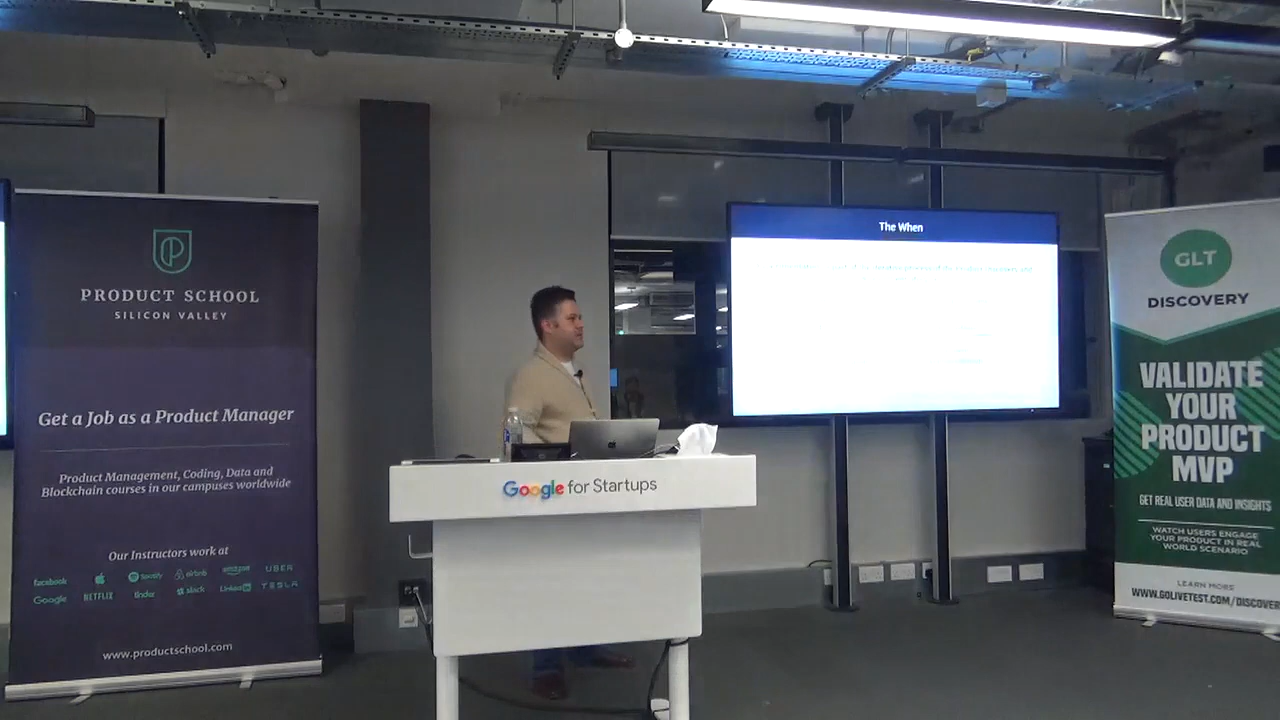 PRODUCT SCHOOL
SILICON VALLEY
Get a Job as a Product Manager
Product Management, Coding, Data and
Blockchain courses in our campuses worldwide
Our Instructors work at
facebook
Spotify
airbnb
amazon
UBER
Google
NETFLIX
tinder
slack
LinkedIn
TESLA
www.productschool.com
Google for Startups
The When
GLT
DISCOVERY
VALIDATE
YOUR
PRODUCT
MVP
GET REAL USER DATA AND INSIGHTS
WATCH USERS ENGAGE
YOUR PRODUCT IN REAL
WORLD SCENARIO
LEARN MORE
WWW.GOLIVETEST.COM/DISCOVER